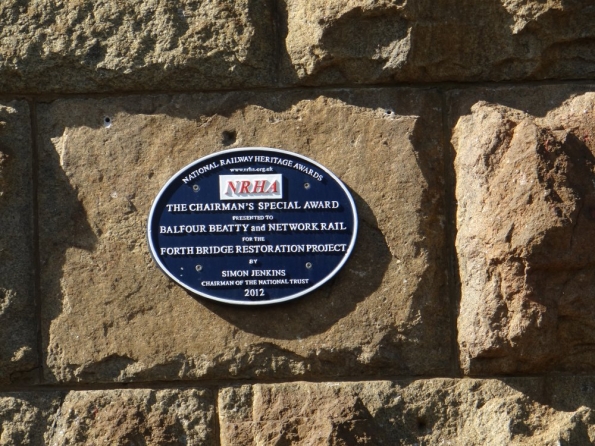 NATIONAL RAILWAY HERITAGE AWARDS
www.nrha.org.uk
NRHA
THE CHAIRMAN'S SPECIAL AWARD
PRESENTED TO
BALFOUR BEATTY and NETWORK RAIL
FOR THE
FORTH BRIDGE RESTORATION PROJECT
BY
SIMON JENKINS
CHAIRMAN OF THE NATIONAL TRUST
2012